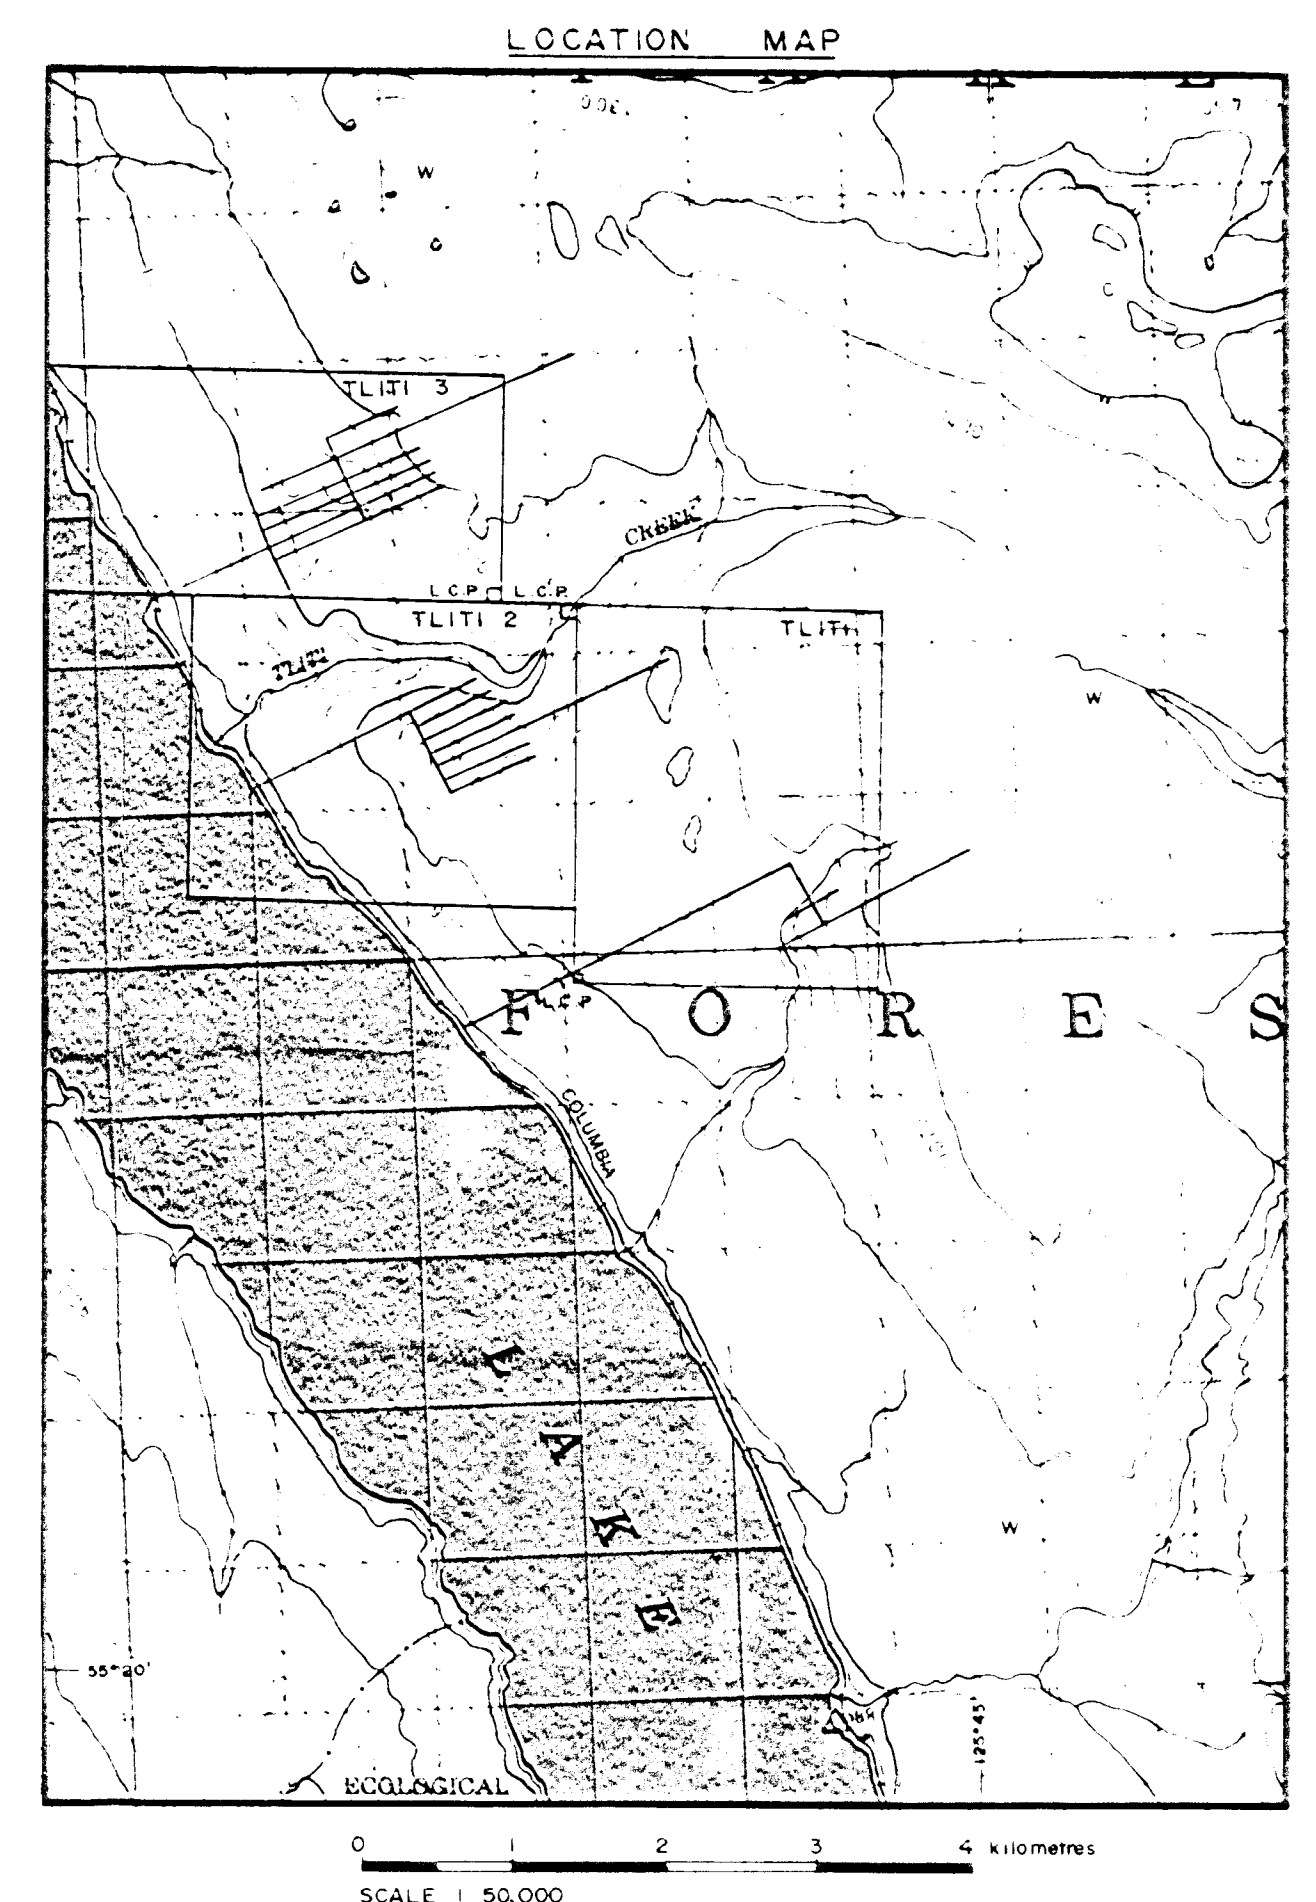 LOCATION MAP
W
TLITI 3
CREEK
L.C.P. L.C.P.
TLITI 2
TLITI
TLITI
W
L.C.P
F O R E S
COLUMBIA
L
A
K
E
W
55°20'
125°45'
ECOLOGICAL
0 1 2 3 4 kilometres
SCALE 1 50,000